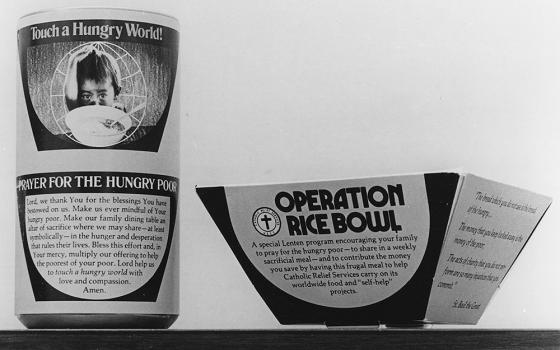 Touch a Hungry World!
PRAYER FOR THE HUNGRY POOR
Lord, we thank You for the blessings You have
bestowed on us. Make us ever mindful of Your
hungry poor. Make our family dining table an
altar of sacrifice where we may share—at least
symbolically—in the hunger and desperation
that rules their lives. Bless this effort and, in
Your mercy, multiply our offering to help
the poorest of your poor. Lord help us
to touch a hungry world with
love and compassion.
Amen.
OPERATION
RICE BOWL
A special Lenten program encouraging your family
to pray for the hungry poor—to share in a weekly
sacrificial meal—and to contribute the money
you save by having this frugal meal to help
Catholic Relief Services carry on its
worldwide food and "self-help"
projects.
The bread which you do not use is the bread
of the hungry...
The money that you keep locked away is the
money of the poor.
The acts of charity that you do not
perform are so many injustices that you
commit."
St. Basil the Great